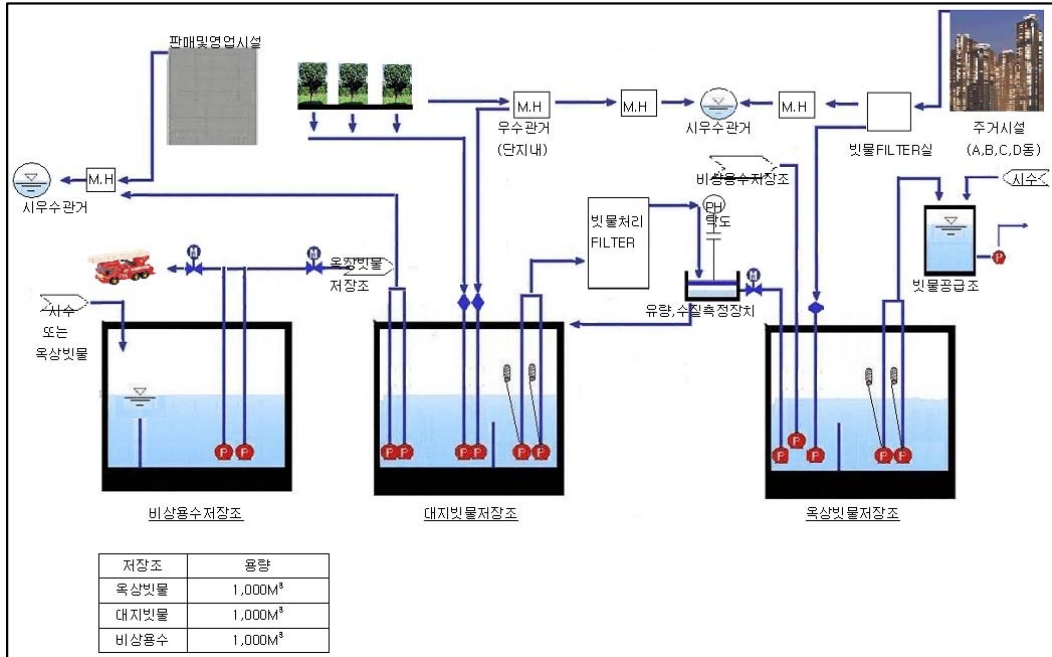 판매및영업시설
M.H
우수관거
(단지내)
M.H
시우수관거
M.H
빗물FILTER실
주거시설
(A,B,C,D동)
M.H
시우수관거
비상용수저장조
시수
빗물처리
FILTER
PH
탁도
M
M
옥상빗물
저장조
M
유량,수질측정장치
P
빗물공급조
시수
또는
옥상빗물
P
P
P
P
P
P
P
P
P
P
P
P
P
비상용수저장조
대지빗물저장조
옥상빗물저장조
저장조 용량
옥상빗물 1,000M³
대지빗물 1,000M³
비상용수 1,000M³